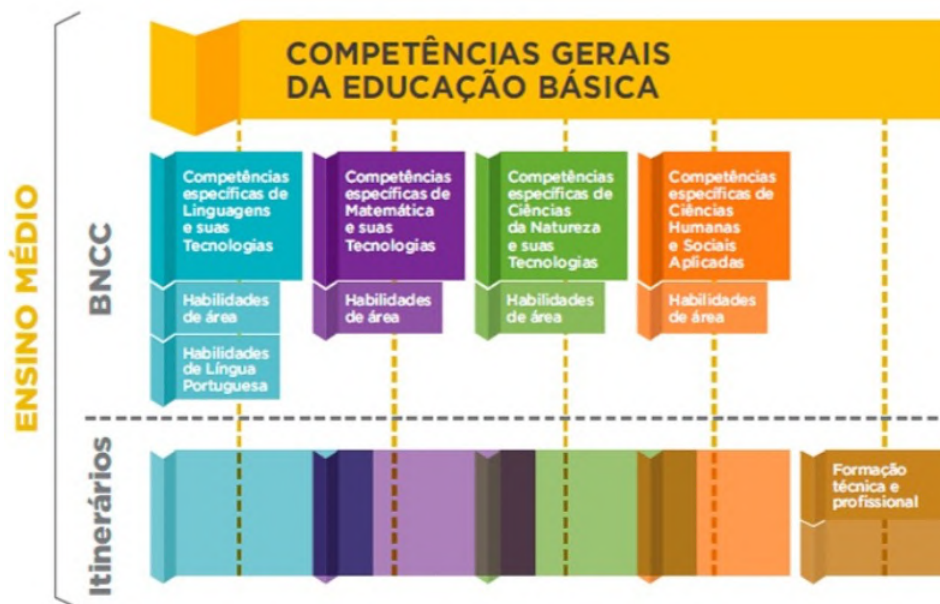 COMPETÊNCIAS GERAIS
DA EDUCAÇÃO BÁSICA
ENSINO MÉDIO
BNCC
Competências
específicas de
Linguagens
e suas
Tecnologias
Habilidades
de área
Habilidades
de Língua
Portuguesa
Competências
específicas de
Matemática
e suas
Tecnologias
Habilidades
de área
Competências
específicas de
Ciências
da Natureza
e suas
Tecnologias
Habilidades
de área
Competências
específicas de
Ciências
Humanas
e Sociais
Aplicadas
Habilidades
de área
Itinerários
Formação
técnica e
profissional